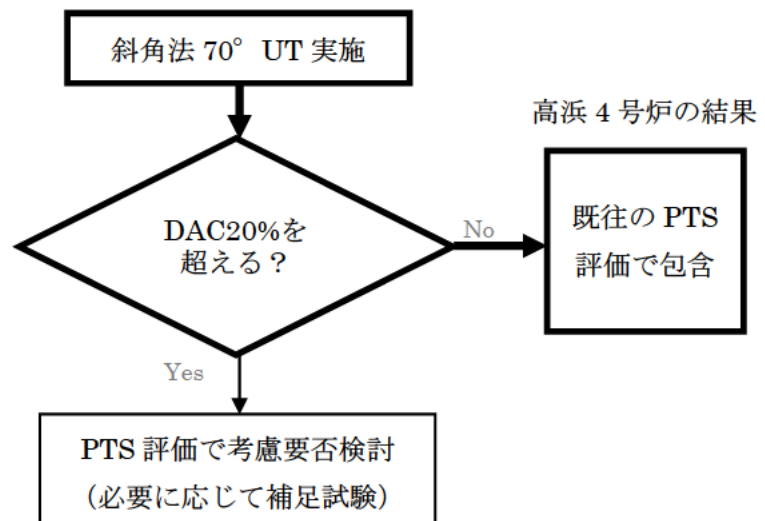 斜角法 70° UT 実施
高浜 4 号炉の結果
DAC20%を
超える？
No
既往の PTS
評価で包含
Yes
PTS 評価で考慮要否検討
（必要に応じて補足試験）